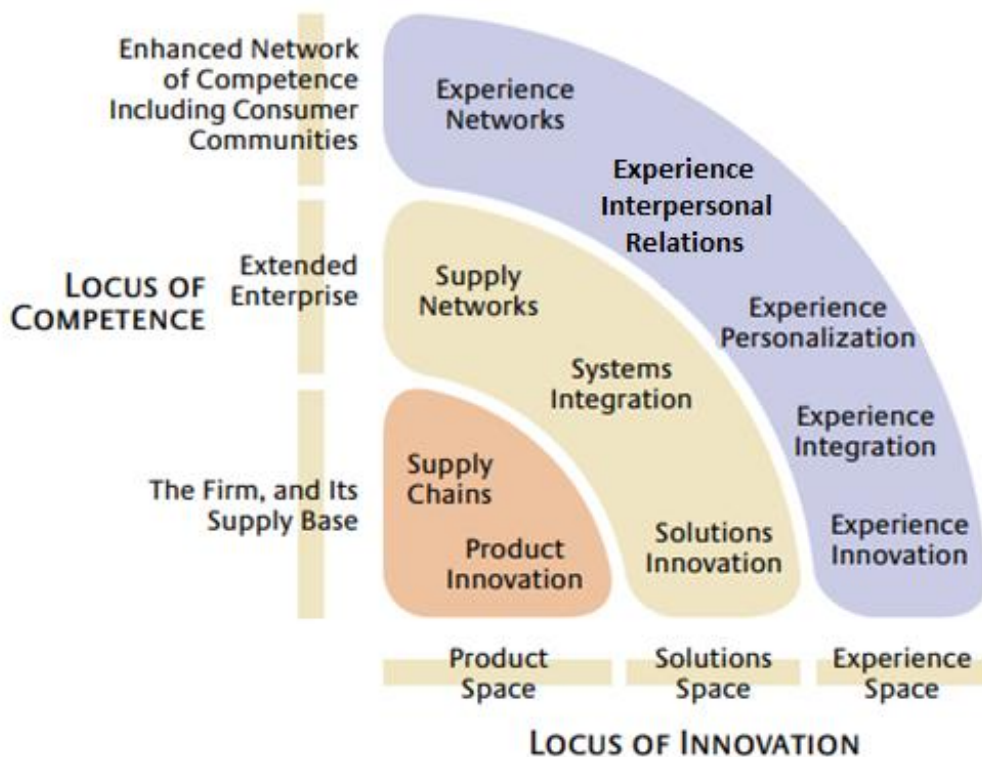 Enhanced Network
of Competence
Including Consumer
Communities
Experience
Networks
Experience
Interpersonal
Relations
LOCUS OF
COMPETENCE
Extended
Enterprise
Supply
Networks
Experience
Personalization
Systems
Integration
Experience
Integration
The Firm, and Its
Supply Base
Supply
Chains
Product
Innovation
Solutions
Innovation
Experience
Innovation
Product
Space
Solutions
Space
Experience
Space
LOCUS OF INNOVATION